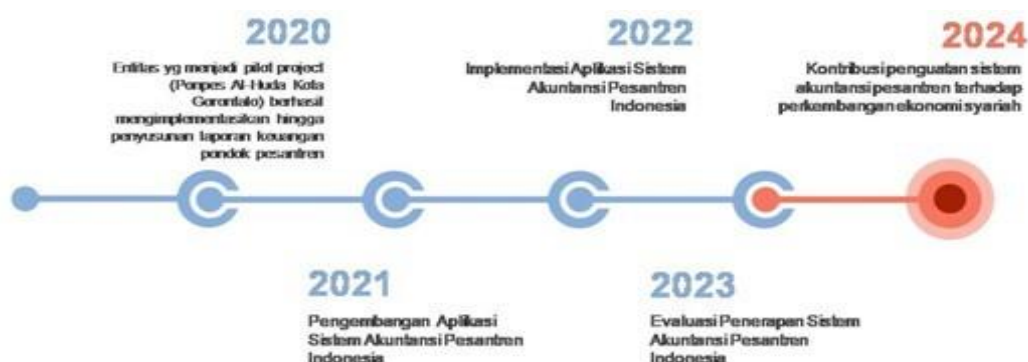 2020
Entitas yg menjadi pilot project
(Ponpes Al-Huda Kota
Gorontalo) berhasil
mengimplementasikan hingga
penyusunan laporan keuangan
pondok pesantren
2021
Pengembangan Aplikasi
Sistem Akuntansi Pesantren
Indonesia
2022
Implementasi Aplikasi Sistem
Akuntansi Pesantren
Indonesia
2023
Evaluasi Penerapan Sistem
Akuntansi Pesantren
Indonesia
2024
Kontribusi penguatan sistem
akuntansi pesantren terhadap
perkembangan ekonomi syariah